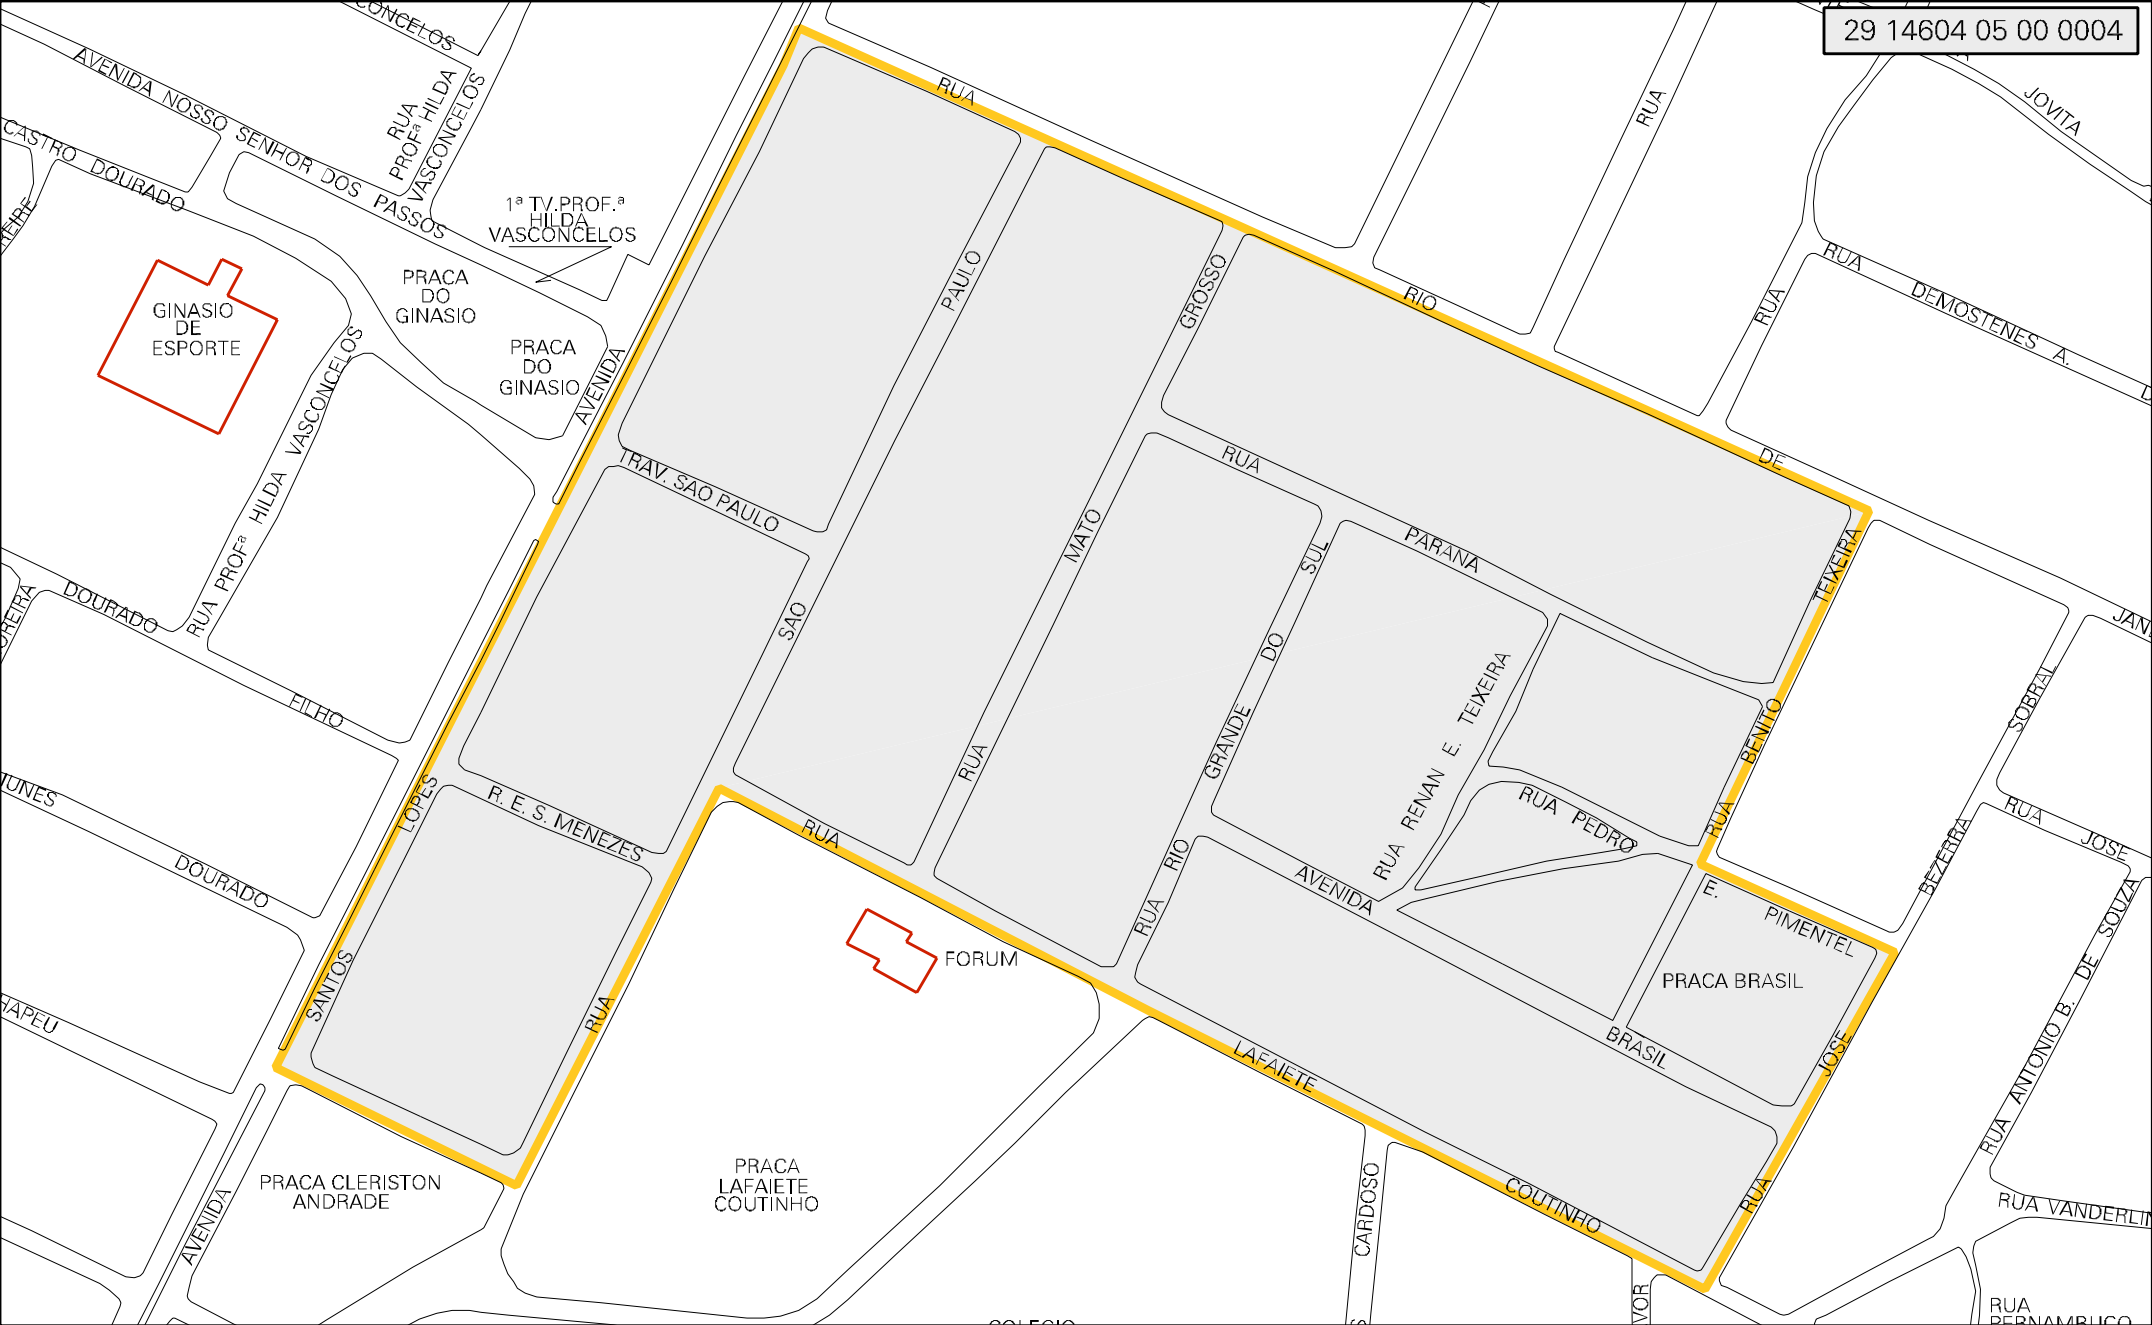 29 14604 05 00 0004
AVENIDA NOSSO SENHOR DOS PASSOS
RUA
PROFª HILDA
VASCONCELOS
CASTRO DOURADO
1ª TV.PROF.ª
HILDA
VASCONCELOS
PRACA
DO
GINASIO
PRACA
DO
GINASIO
GINASIO
DE
ESPORTE
RUA PROFª HILDA VASCONCELOS
DOURADO FILHO
DOURADO
AVENIDA
SANTOS LOPES
AVENIDA
RUA RIO DE
RUA
RUA
JOVITA
RUA DEMOSTENES A.
RUA SAO PAULO
TRAV. SAO PAULO
R. E. S. MENEZES
RUA MATO GROSSO
RUA PARANA
RUA RIO GRANDE DO SUL
RUA RENAN E. TEIXEIRA
RUA BENITO TEIXEIRA
RUA PEDRO E. PIMENTEL
AVENIDA BRASIL
PRACA BRASIL
RUA JOSE BEZERRA SOBRAL
RUA JOSE
RUA ANTONIO B. DE SOUZA
RUA LAFAIETE COUTINHO
FORUM
PRACA
LAFAIETE
COUTINHO
PRACA CLERISTON
ANDRADE
CARDOSO
RUA
PERNAMBUCO
COLEGIO